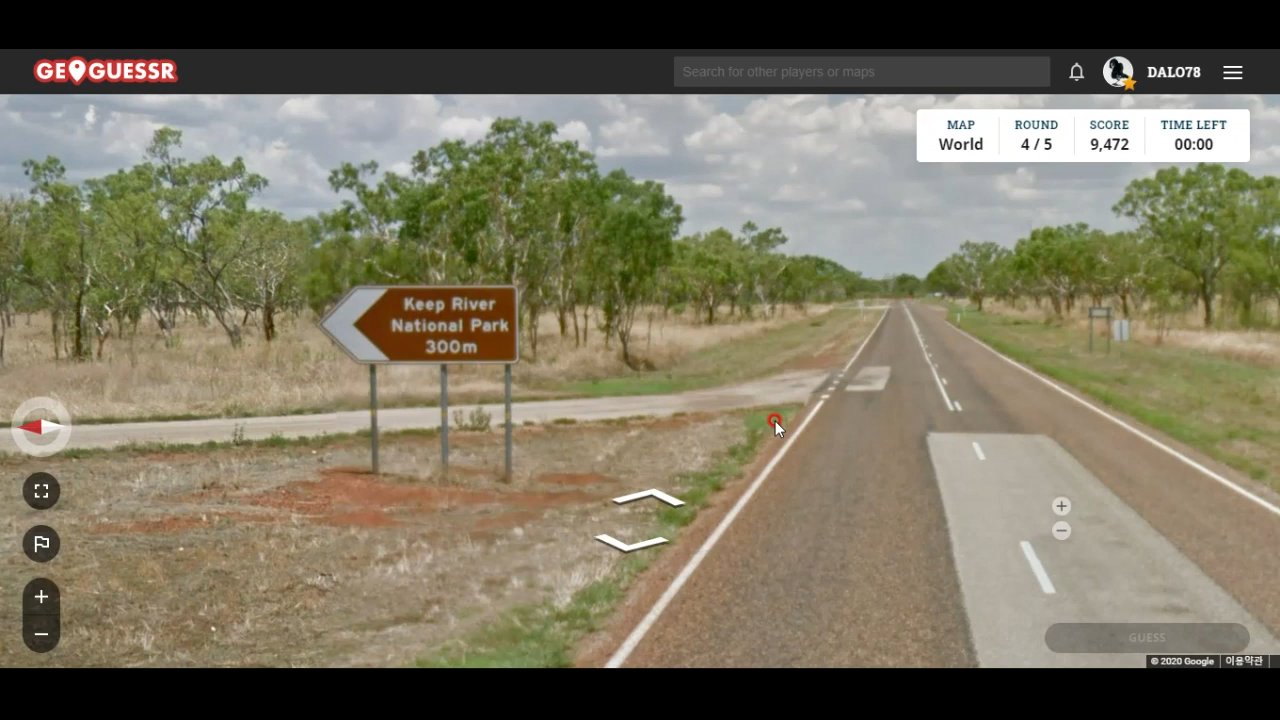 GEOGUESSR
Search for other players or maps
DALO78
MAP
World
ROUND
4 / 5
SCORE
9,472
TIME LEFT
00:00
Keep River
National Park
300m
GUESS
© 2020 Google
이용약관